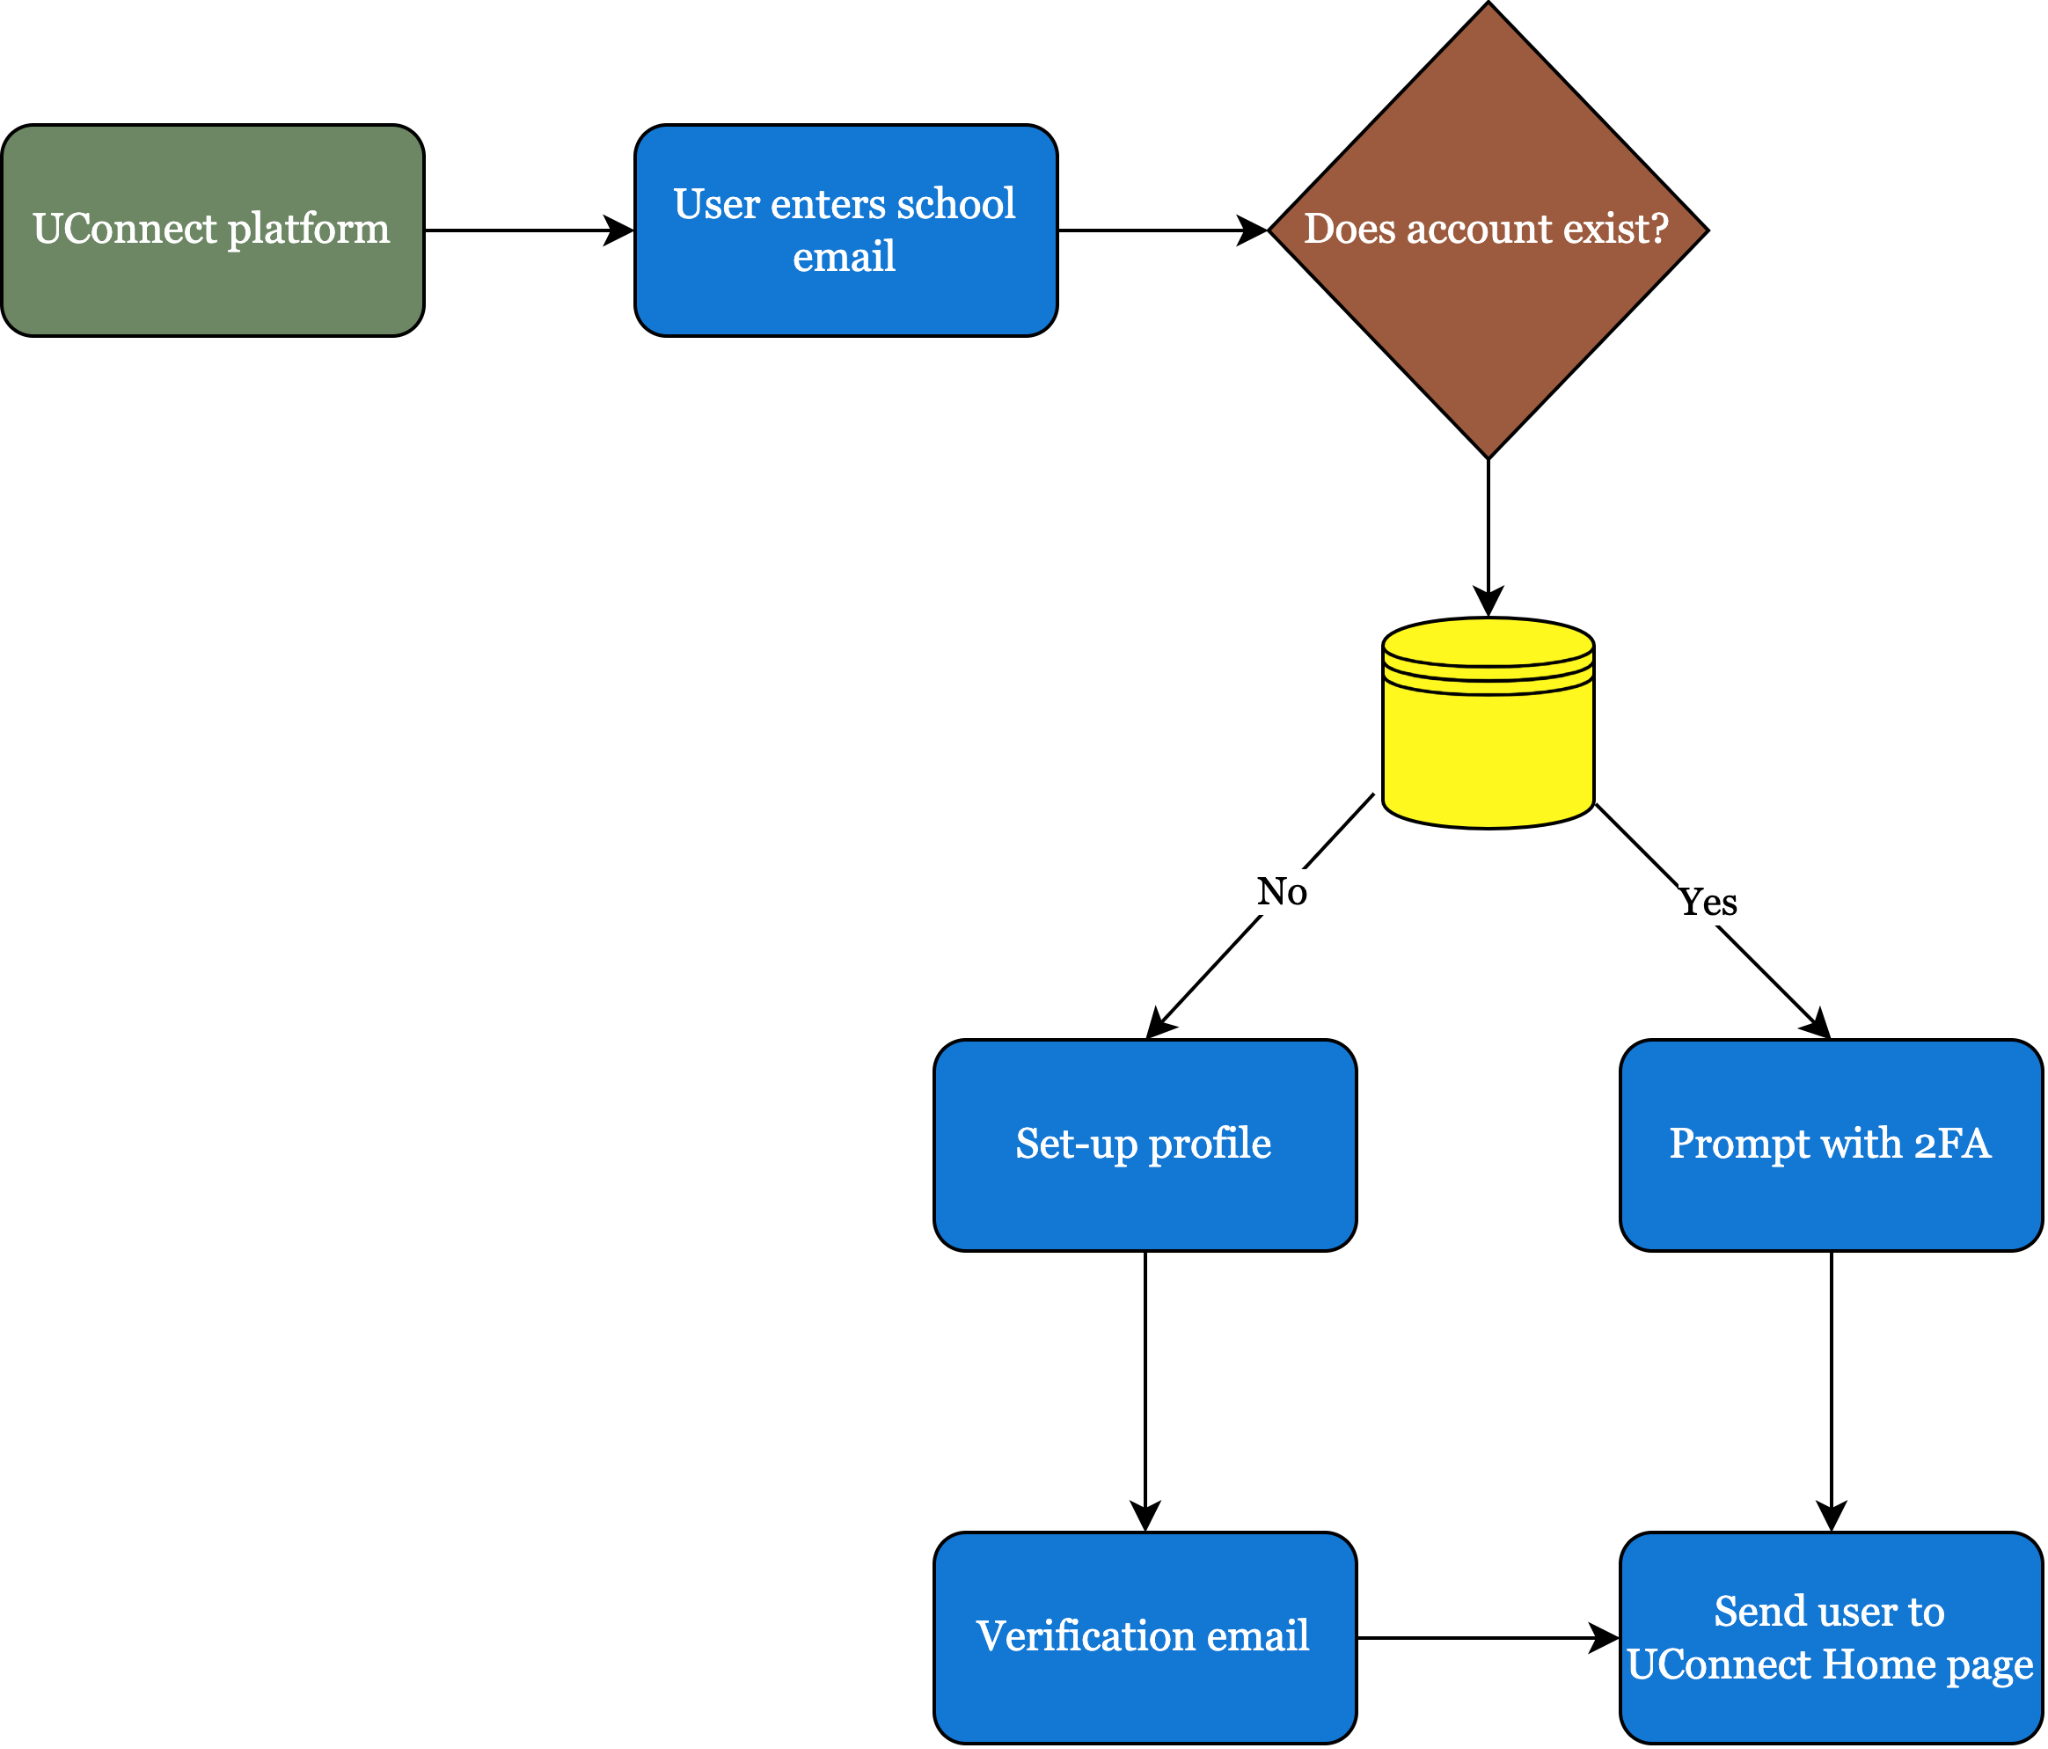 UConnect platform
User enters school
email
Does account exist?
No
Yes
Set-up profile
Prompt with 2FA
Verification email
Send user to
UConnect Home page